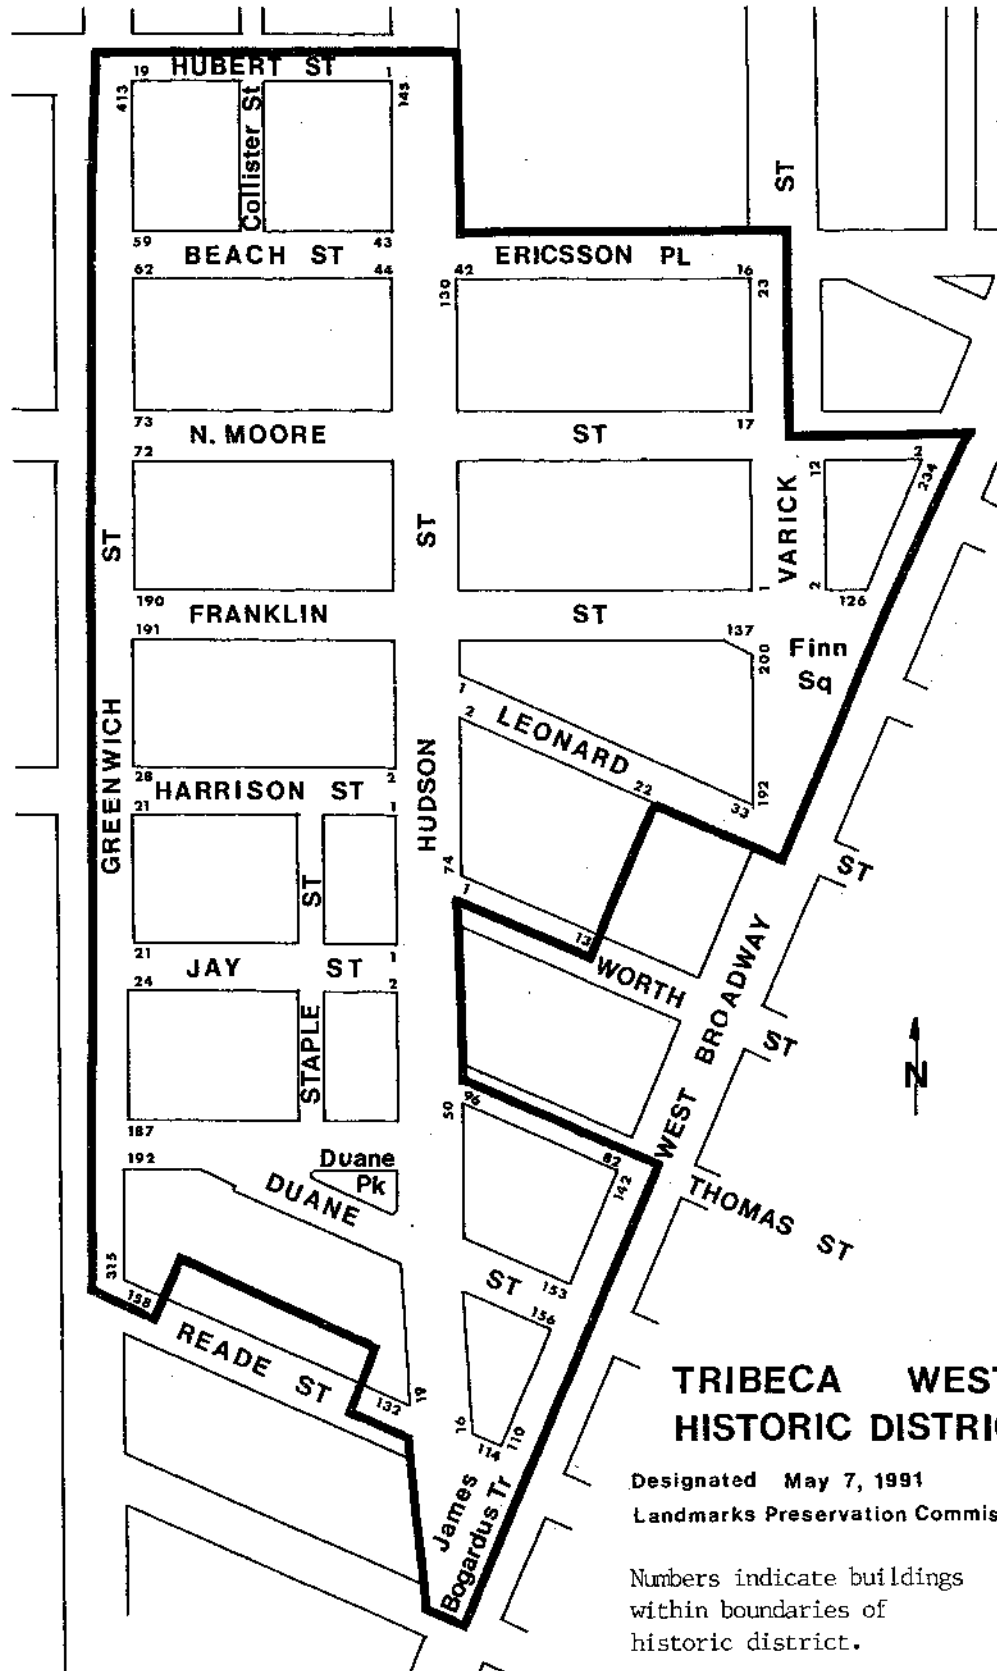 HUBERT ST
19
1
413
145
Collister St
59
43
BEACH ST
ERICSSON PL
ST
62
44
42
16
130
23
73
17
N. MOORE
ST
72
2
12
234
ST
ST
VARICK
190
1
2
126
FRANKLIN
ST
191
137
200
Finn
Sq
1
2
LEONARD
GREENWICH
HUDSON
28
2
22
33
192
HARRISON ST
21
1
ST
74
1
ST
21
1
13
JAY ST
WORTH
WEST BROADWAY
24
2
STAPLE
ST
N
187
50
96
82
142
192
Duane
Pk
DUANE
THOMAS ST
315
158
ST
153
156
READE ST
132
19
16
114
110
James
Bogardus Tr
TRIBECA WEST
HISTORIC DISTRIC
Designated May 7, 1991
Landmarks Preservation Commis
Numbers indicate buildings
within boundaries of
historic district.